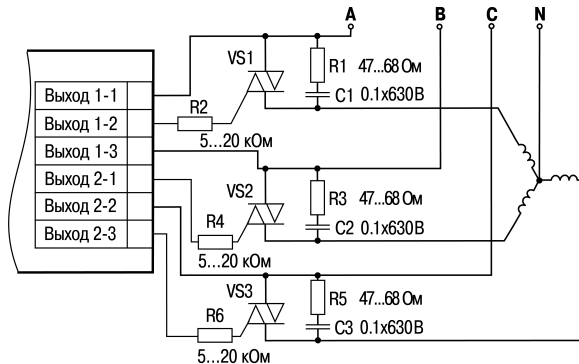 A B C N
VS1
R1 47...68 Ом
C1 0.1x630В
Выход 1-1
R2
Выход 1-2
5...20 кОм
Выход 1-3
Выход 2-1
VS2
R3 47...68 Ом
Выход 2-2
R4
C2 0.1x630В
Выход 2-3
5...20 кОм
VS3
R5 47...68 Ом
R6
C3 0.1x630В
5...20 кОм